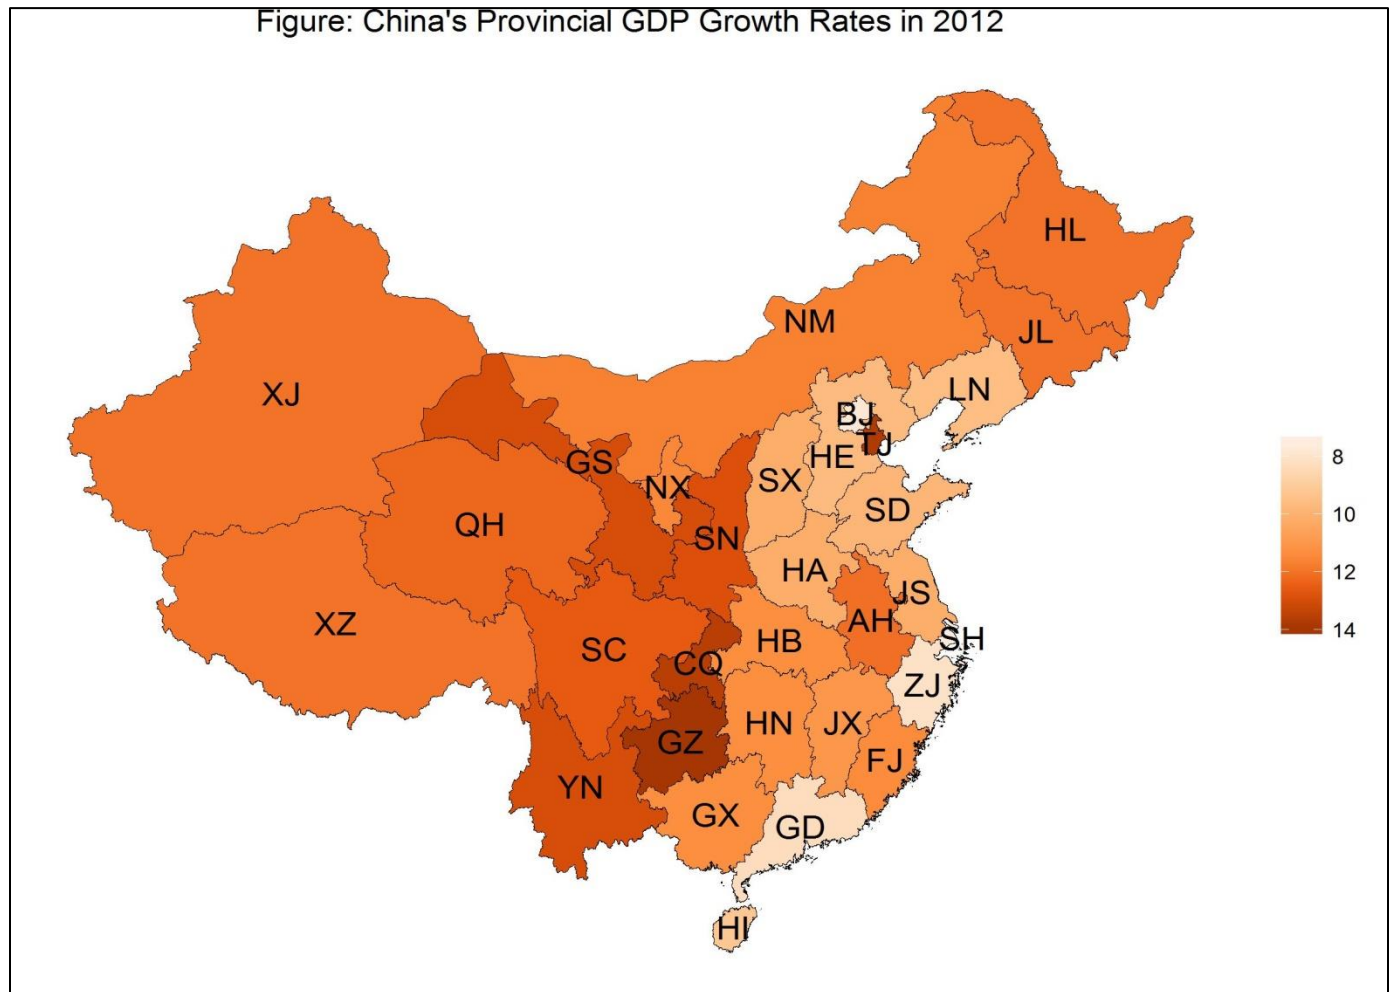 Figure: China's Provincial GDP Growth Rates in 2012
HL
NM
JL
XJ
LN
BJ
TJ
HE
GS
NX
SX
SD
QH
SN
HA
JS
XZ
AH
SH
HB
SC
CQ
ZJ
HN
JX
GZ
FJ
YN
GX
GD
HI
8
10
12
14